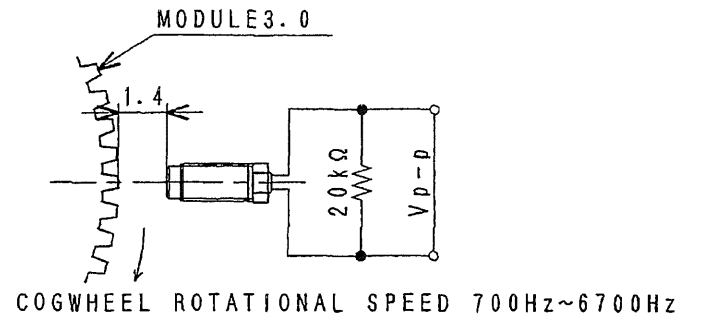 MODULE3.0
1.4
20kΩ
Vp-p
COGWHEEL ROTATIONAL SPEED 700Hz~6700Hz